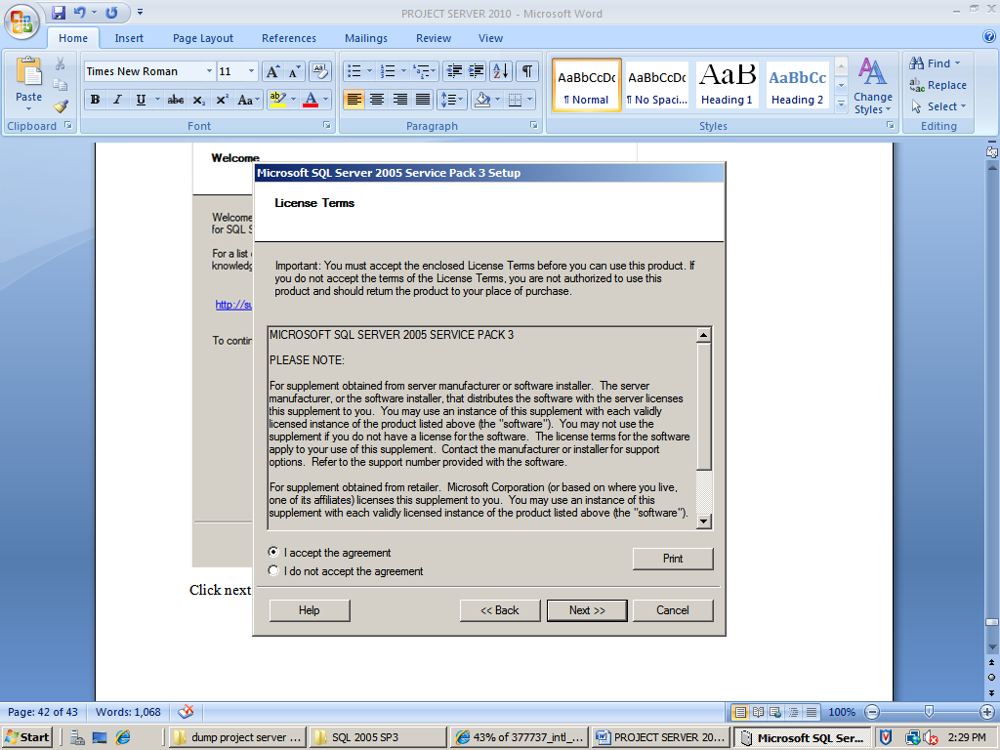 PROJECT SERVER 2010 - Microsoft Word
Home Insert Page Layout References Mailings Review View
Paste
Clipboard
Times New Roman 11
B I U abc x₂ x² Aa
Font
Paragraph
AaBbCcDc AaBbCcDc AaB AaBbCc
¶ Normal ¶ No Spaci... Heading 1 Heading 2
Change
Styles
Styles
Find
Replace
Select
Editing
Welcome
Welcome
for SQL S
For a list
knowledg
http://su
To contin
Click next
Microsoft SQL Server 2005 Service Pack 3 Setup
License Terms
Important: You must accept the enclosed License Terms before you can use this product. If
you do not accept the terms of the License Terms, you are not authorized to use this
product and should return the product to your place of purchase.
MICROSOFT SQL SERVER 2005 SERVICE PACK 3
PLEASE NOTE:
For supplement obtained from server manufacturer or software installer. The server
manufacturer, or the software installer, that distributes the software with the server licenses
this supplement to you. You may use an instance of this supplement with each validly
licensed instance of the product listed above (the "software"). You may not use the
supplement if you do not have a license for the software. The license terms for the software
apply to your use of this supplement. Contact the manufacturer or installer for support
options. Refer to the support number provided with the software.
For supplement obtained from retailer. Microsoft Corporation (or based on where you live,
one of its affiliates) licenses this supplement to you. You may use an instance of this
supplement with each validly licensed instance of the product listed above (the "software").
I accept the agreement
I do not accept the agreement
Print
Help << Back Next >> Cancel
Page: 42 of 43 Words: 1,068 100%
Start dump project server ... SQL 2005 SP3 43% of 377737_intl_... PROJECT SERVER 20... Microsoft SQL Ser... 2:29 PM